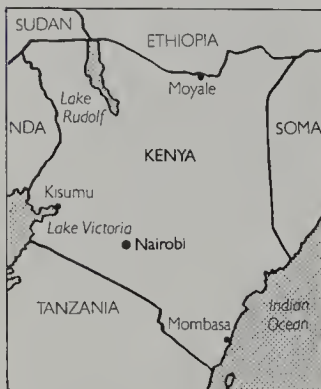 SUDAN
ETHIOPIA
Moyale
Lake
Rudolf
NDA
SOMA
KENYA
Kisumu
Lake Victoria
Nairobi
TANZANIA
Indian
Ocean
Mombasa